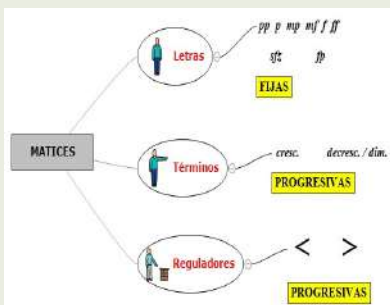 pp p mp mf f ff
Letras
sfz fp
FIJAS
MATICES
cresc. decresc. / dim.
Términos
PROGRESIVAS
< >
Reguladores
PROGRESIVAS